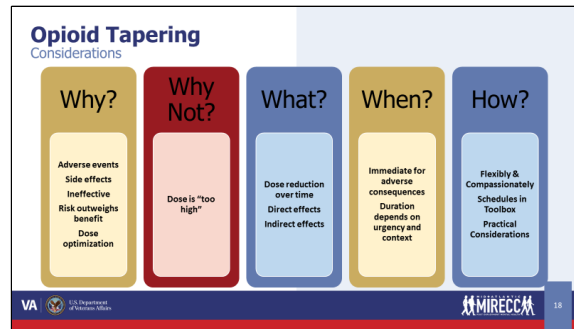 Opioid Tapering
Considerations
Why?
Adverse events
Side effects
Ineffective
Risk outweighs
benefit
Dose
optimization
Why
Not?
Dose is "too
high"
What?
Dose reduction
over time
Direct effects
Indirect effects
When?
Immediate for
adverse
consequences
Duration
depends on
urgency and
context
How?
Flexibly &
Compassionately
Schedules in
Toolbox
Practical
Considerations
VA
U.S. Department
of Veterans Affairs
MIRECC
18